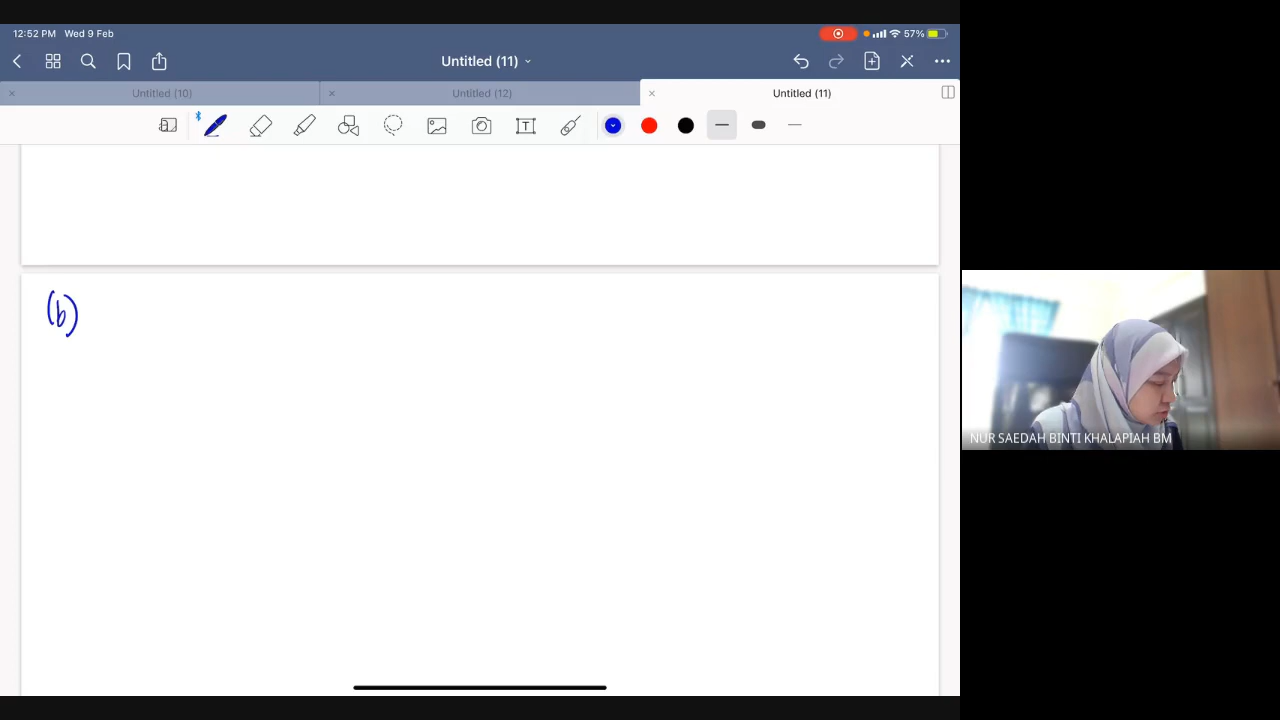 12:52 PM Wed 9 Feb
57%
Untitled (11)
Untitled (10)
Untitled (12)
Untitled (11)
T
(b)
NUR SAEDAH BINTI KHALAPIAH BM